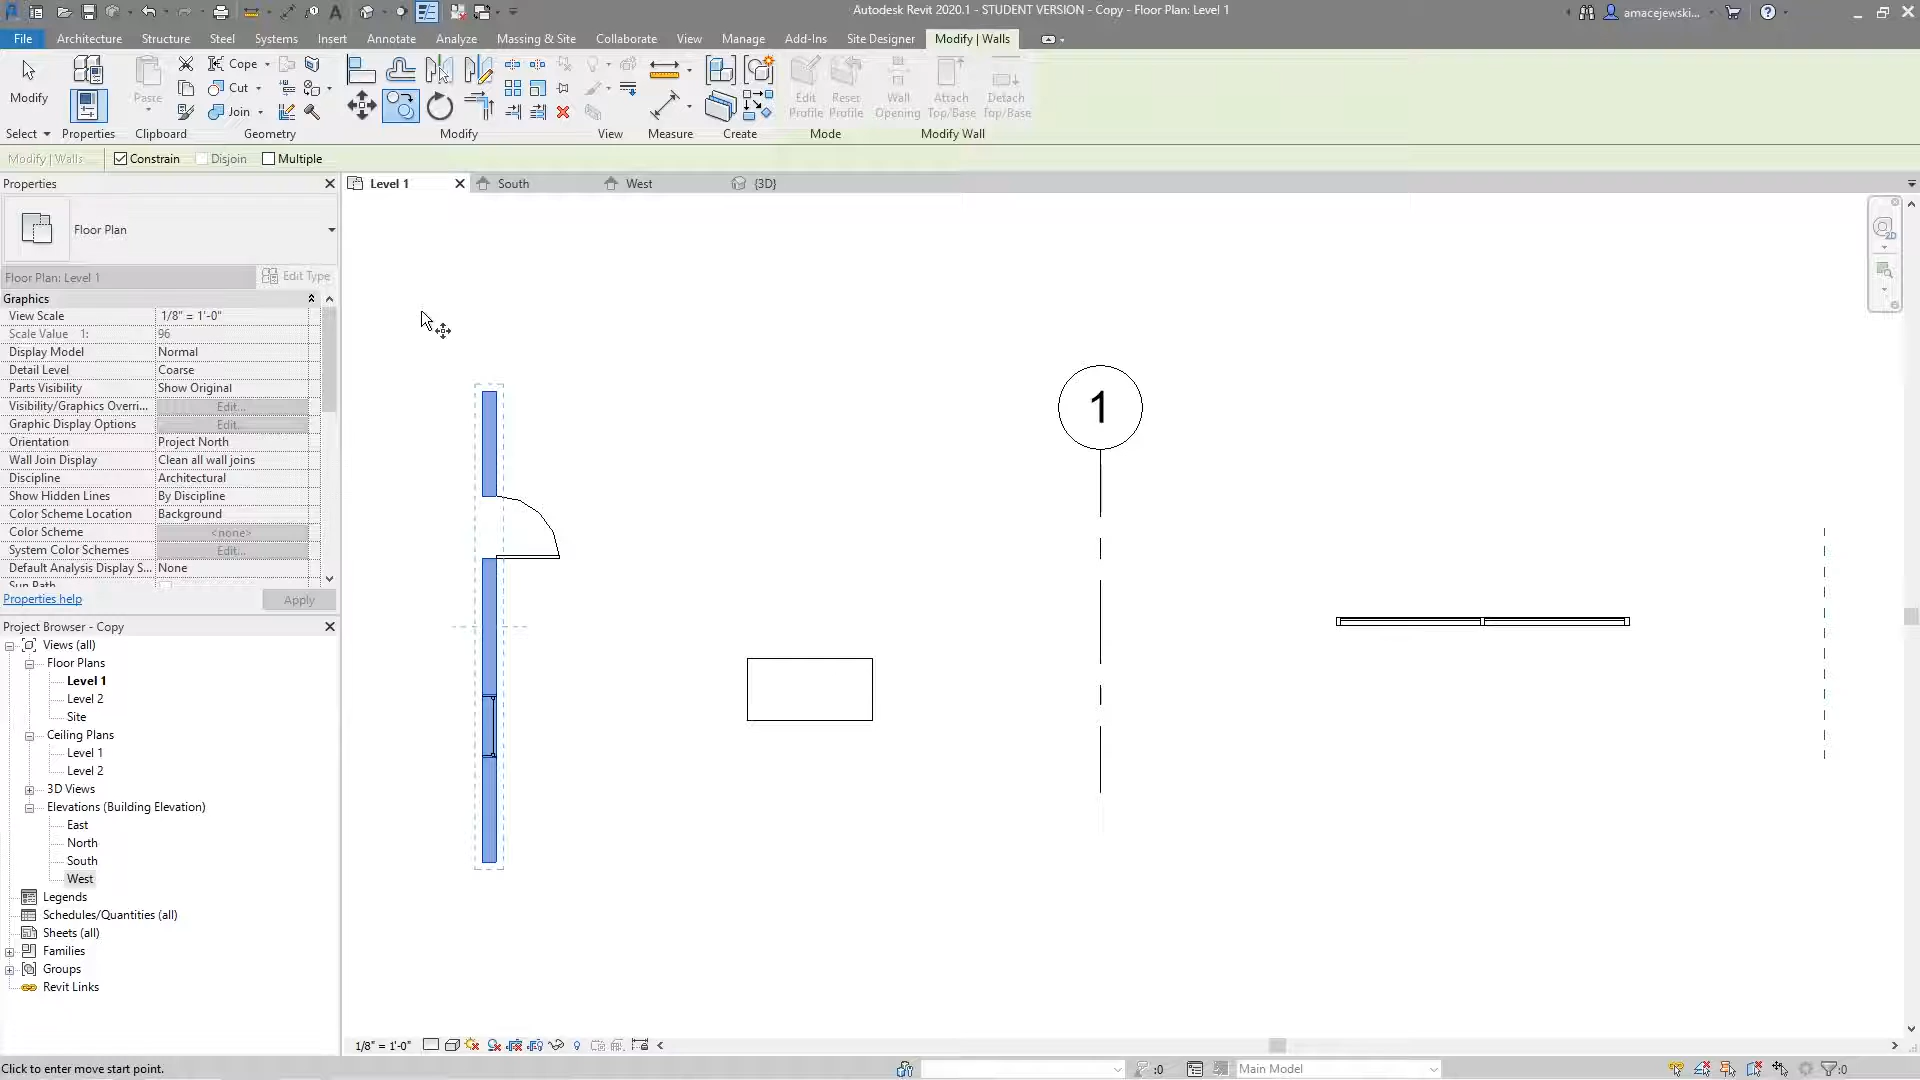 Autodesk Revit 2020.1 - STUDENT VERSION - Copy - Floor Plan: Level 1
amacejewski...
File Architecture Structure Steel Systems Insert Annotate Analyze Massing & Site Collaborate View Manage Add-Ins Site Designer Modify | Walls
Modify
Paste
Cope
Cut
Join
Edit Profile
Reset Profile
Wall Opening
Attach Top/Base
Detach Top/Base
Select Properties Clipboard Geometry Modify View Measure Create Mode Modify Wall
Modify | Walls Constrain Disjoin Multiple
Properties
Level 1 South West {3D}
Floor Plan
Floor Plan: Level 1 Edit Type
Graphics
View Scale 1/8" = 1'-0"
Scale Value 1: 96
Display Model Normal
Detail Level Coarse
Parts Visibility Show Original
Visibility/Graphics Overri... Edit...
Graphic Display Options Edit...
Orientation Project North
Wall Join Display Clean all wall joins
Discipline Architectural
Show Hidden Lines By Discipline
Color Scheme Location Background
Color Scheme <none>
System Color Schemes Edit...
Default Analysis Display S... None
Sun Path
Properties help Apply
Project Browser - Copy
Views (all)
Floor Plans
Level 1
Level 2
Site
Ceiling Plans
Level 1
Level 2
3D Views
Elevations (Building Elevation)
East
North
South
West
Legends
Schedules/Quantities (all)
Sheets (all)
Families
Groups
Revit Links
1
2D
1/8" = 1'-0"
Click to enter move start point.
:0
Main Model
:0